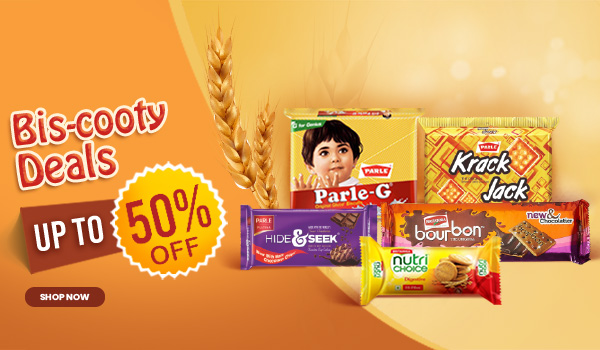 Bis-cooty
Deals
UP TO
50%
OFF
SHOP NOW
PARLE
Parle-G
PARLE
Krack
Jack
PARLE
HIDE & SEEK
BRITANNIA
bourbon
new &
Chocolatier
nutri
CHOICE
Digestive